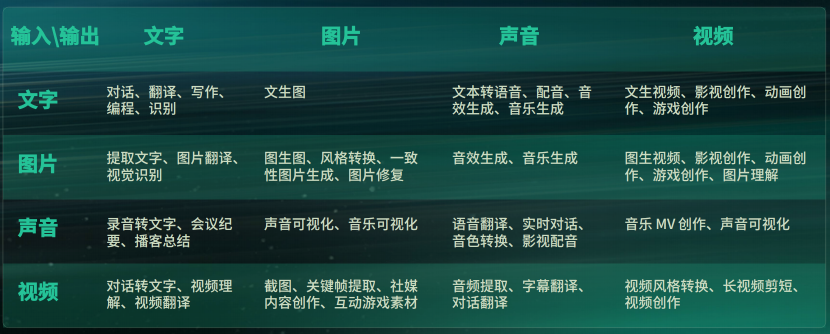 输入\输出 文字 图片 声音 视频
文字 对话、翻译、写作、 文生图 文本转语音、配音、音 文生视频、影视创作、动画创
编程、识别 效生成、音乐生成 作、游戏创作
图片 提取文字、图片翻译、 图生图、风格转换、一致 音效生成、音乐生成 图生视频、影视创作、动画创
视觉识别 性图片生成、图片修复 作、游戏创作、图片理解
声音 录音转文字、会议纪 声音可视化、音乐可视化 语音翻译、实时对话、 音乐 MV 创作、声音可视化
要、播客总结 音色转换、影视配音
视频 对话转文字、视频理 截图、关键帧提取、社媒 音频提取、字幕翻译、 视频风格转换、长视频剪短、
解、视频翻译 内容创作、互动游戏素材 对话翻译 视频创作